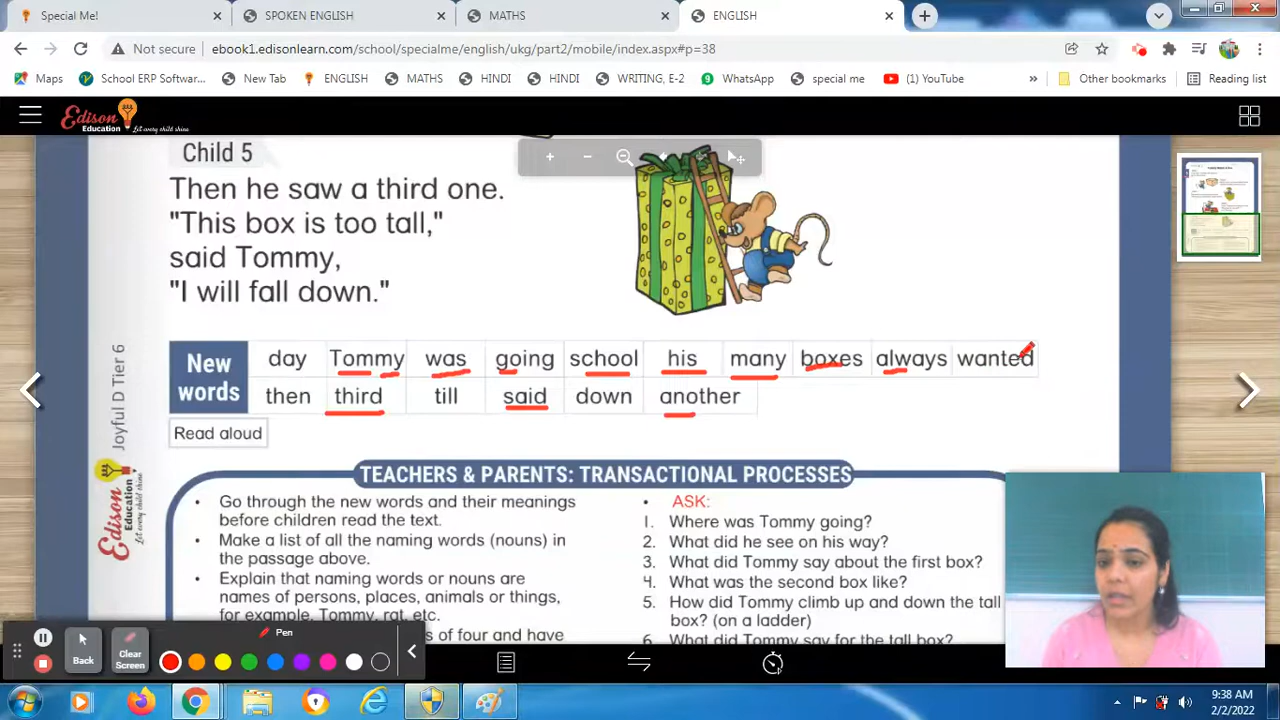 Special Me!
SPOKEN ENGLISH
MATHS
ENGLISH
Not secure ebook1.edisonlearn.com/school/specialme/english/ukg/part2/mobile/index.aspx#p=38
Maps School ERP Softwar... New Tab ENGLISH MATHS HINDI HINDI WRITING, E-2 WhatsApp special me (1) YouTube » Other bookmarks Reading list
Edison
Education
Let every child shine
Child 5
Then he saw a third one.
"This box is too tall,"
said Tommy,
"I will fall down."
New words
day Tommy was going school his many boxes always wanted
then third till said down another
Read aloud
Joyful D Tier 6
Edison
Education
Let every child shine
TEACHERS & PARENTS: TRANSACTIONAL PROCESSES
• Go through the new words and their meanings
before children read the text.
• Make a list of all the naming words (nouns) in
the passage above.
• Explain that naming words or nouns are
names of persons, places, animals or things,
for example, Tommy, rat, etc.
s of four and have
• ASK:
1. Where was Tommy going?
2. What did he see on his way?
3. What did Tommy say about the first box?
4. What was the second box like?
5. How did Tommy climb up and down the tall
box? (on a ladder)
6. What did Tommy say for the tall box?
Pen
Back
Clear
Screen
9:38 AM
2/2/2022